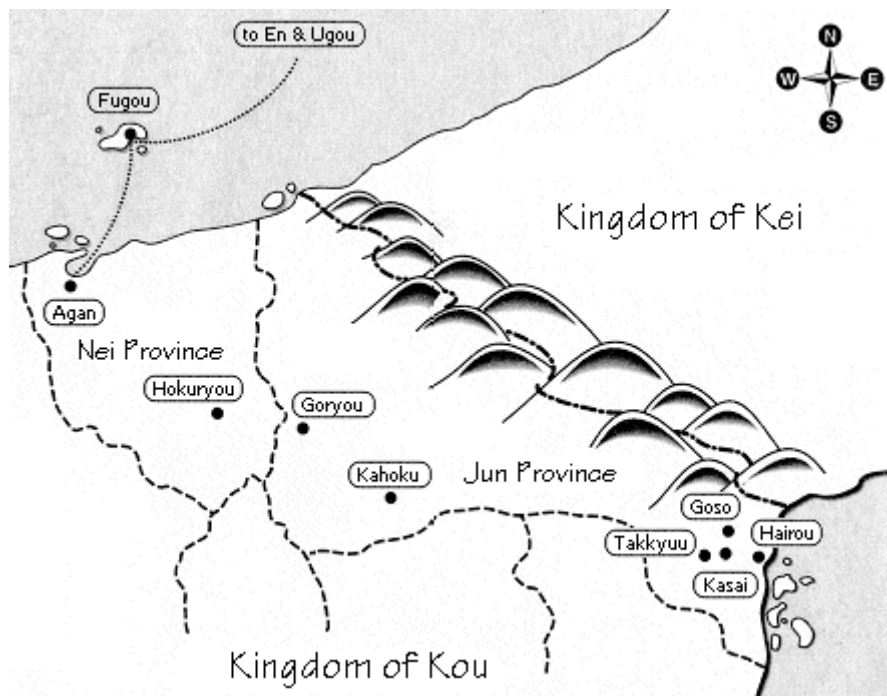 to En & Ugou
N
Fugou
W
E
S
Kingdom of Kei
Agan
Nei Province
Hokuryou
Goryou
Kahoku
Jun Province
Goso
Hairou
Takkyuu
Kasai
Kingdom of Kou